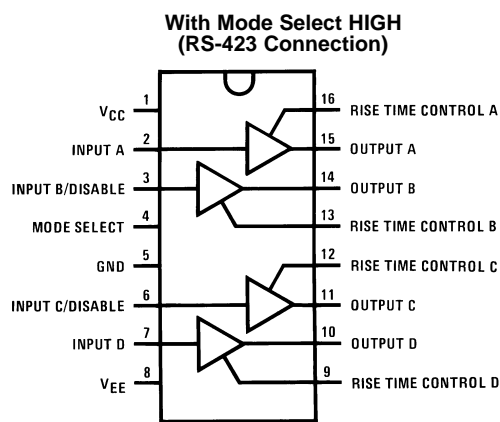 With Mode Select HIGH
(RS-423 Connection)
1
VCC
16
RISE TIME CONTROL A
2
INPUT A
15
OUTPUT A
3
INPUT B/DISABLE
14
OUTPUT B
4
MODE SELECT
13
RISE TIME CONTROL B
5
GND
12
RISE TIME CONTROL C
6
INPUT C/DISABLE
11
OUTPUT C
7
INPUT D
10
OUTPUT D
8
VEE
9
RISE TIME CONTROL D